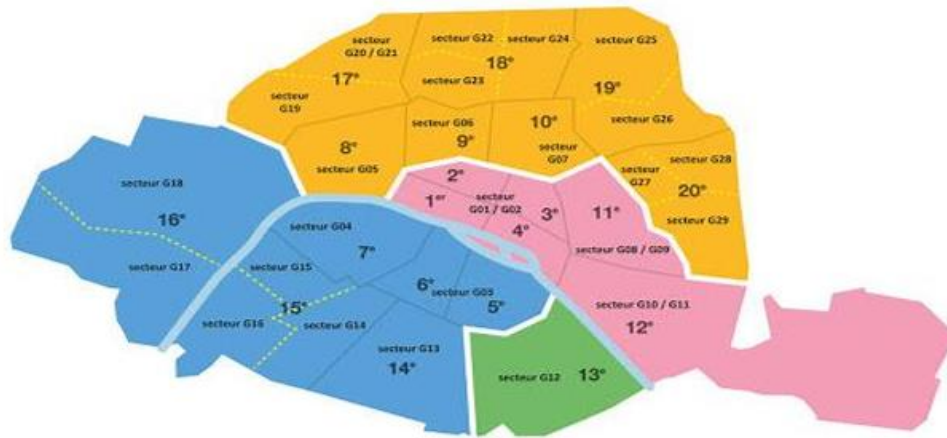 secteur
G20 / G21
17e
secteur
G19
secteur G22
secteur G24
18e
secteur
G23
secteur G25
19e
secteur G26
8e
secteur G05
secteur G06
9e
10e
secteur
G07
secteur
G27
secteur G28
20e
secteur G29
secteur G18
16e
secteur G17
2e
1er
secteur
G01 / G02
3e
4e
11e
secteur G08 / G09
secteur G04
7e
secteur G15
6e
secteur G03
5e
15e
secteur G16
secteur G14
secteur G13
14e
secteur G10 / G11
12e
secteur G12
13e